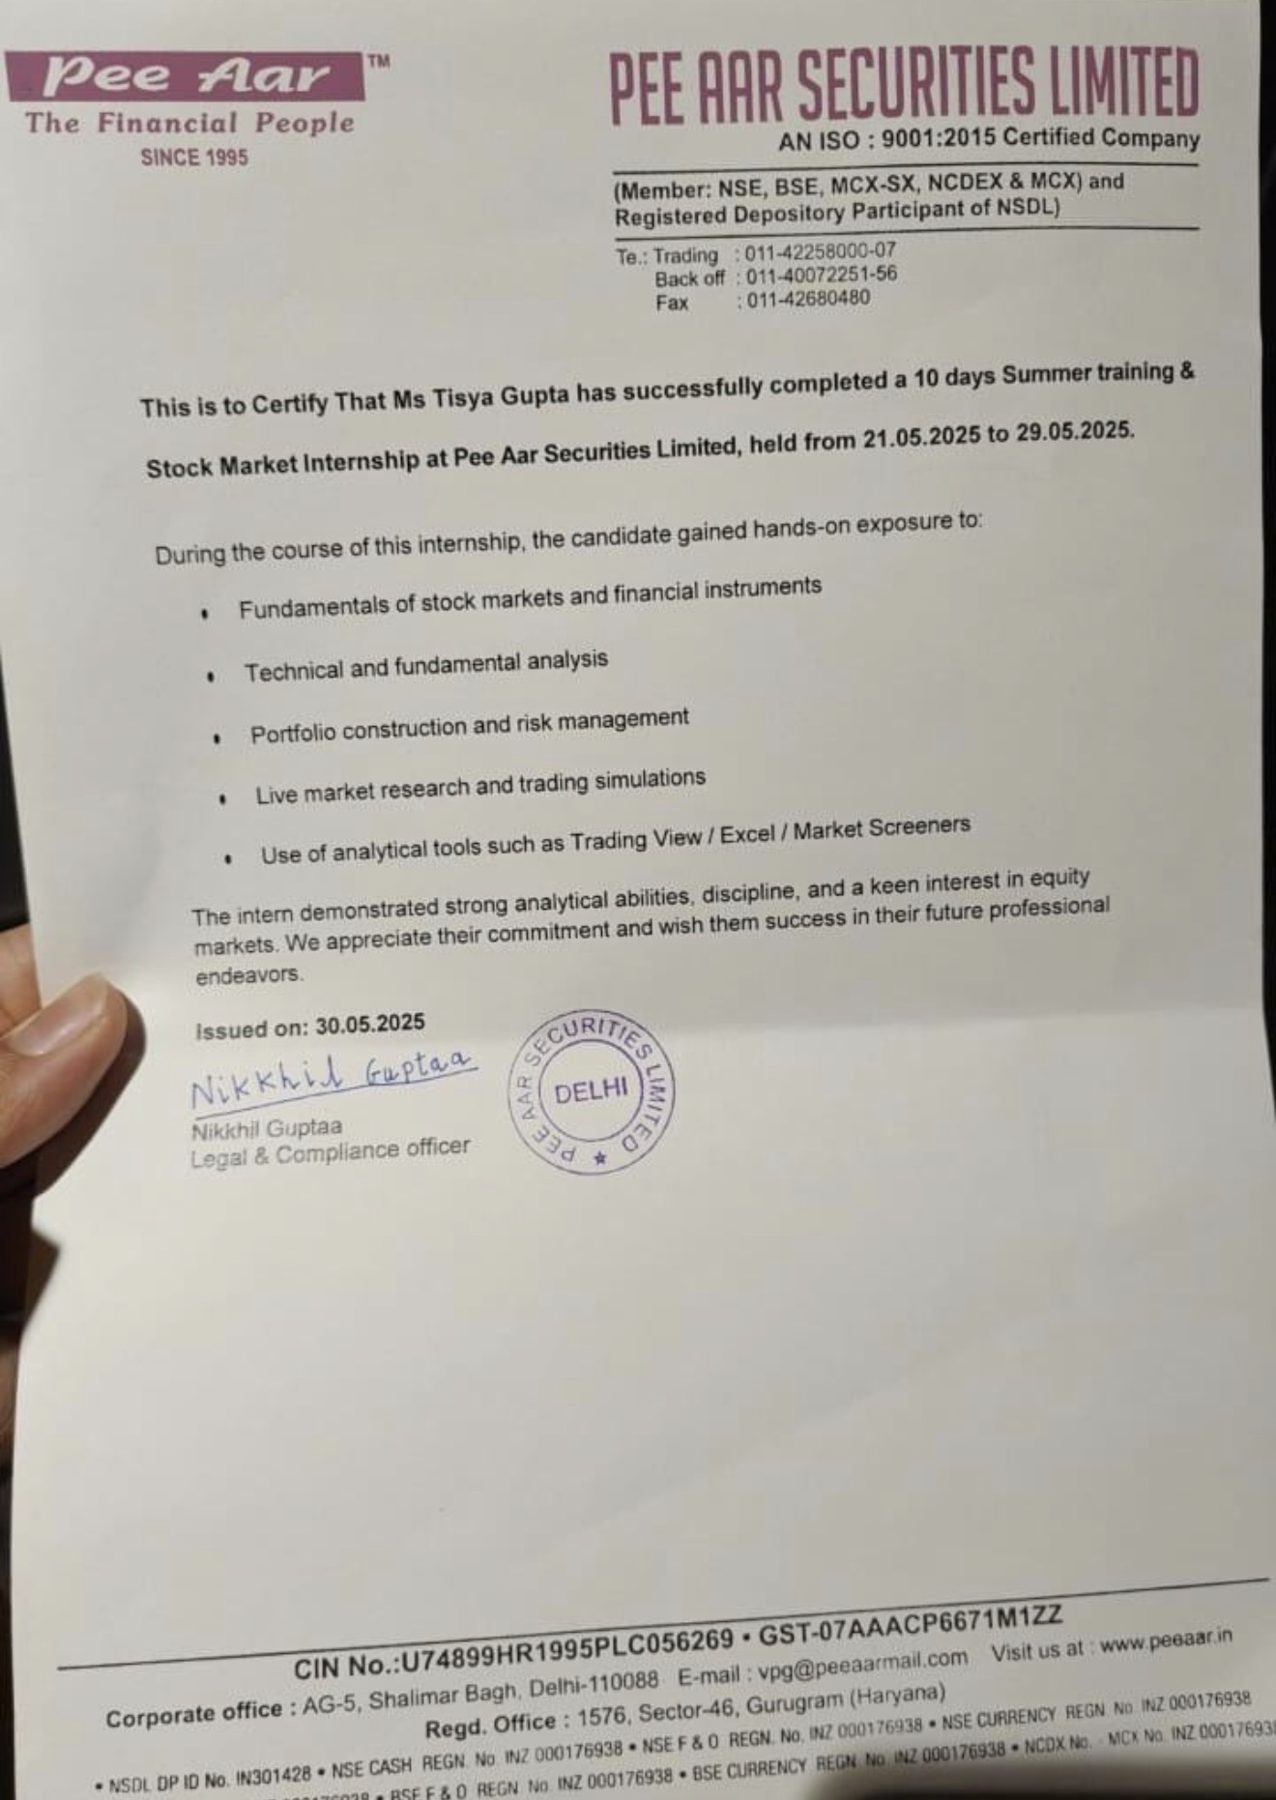 Pee Aar TM
The Financial People
SINCE 1995
PEE AAR SECURITIES LIMITED
AN ISO : 9001:2015 Certified Company
(Member: NSE, BSE, MCX-SX, NCDEX & MCX) and
Registered Depository Participant of NSDL)
Te.: Trading : 011-42258000-07
Back off : 011-40072251-56
Fax : 011-42680480
This is to Certify That Ms Tisya Gupta has successfully completed a 10 days Summer training &
Stock Market Internship at Pee Aar Securities Limited, held from 21.05.2025 to 29.05.2025.
During the course of this internship, the candidate gained hands-on exposure to:
• Fundamentals of stock markets and financial instruments
• Technical and fundamental analysis
• Portfolio construction and risk management
• Live market research and trading simulations
• Use of analytical tools such as Trading View / Excel / Market Screeners
The intern demonstrated strong analytical abilities, discipline, and a keen interest in equity
markets. We appreciate their commitment and wish them success in their future professional
endeavors.
Issued on: 30.05.2025
Nikkhil Guptaa
Nikkhil Guptaa
Legal & Compliance officer
PEE AAR SECURITIES LIMITED ★
DELHI
CIN No.:U74899HR1995PLC056269 • GST-07AAACP6671M1ZZ
Corporate office : AG-5, Shalimar Bagh, Delhi-110088 E-mail : vpg@peeaarmail.com Visit us at : www.peeaar.in
Regd. Office : 1576, Sector-46, Gurugram (Haryana)
• NSDL DP ID No. IN301428 • NSE CASH REGN. No. INZ 000176938 • NSE F & O REGN. No. INZ 000176938 • NSE CURRENCY REGN No. INZ 000176938
• BSE F & O REGN No. INZ 000176938 • BSE CURRENCY REGN No. INZ 000176938 • NCDX No. - MCX No. INZ 000176938